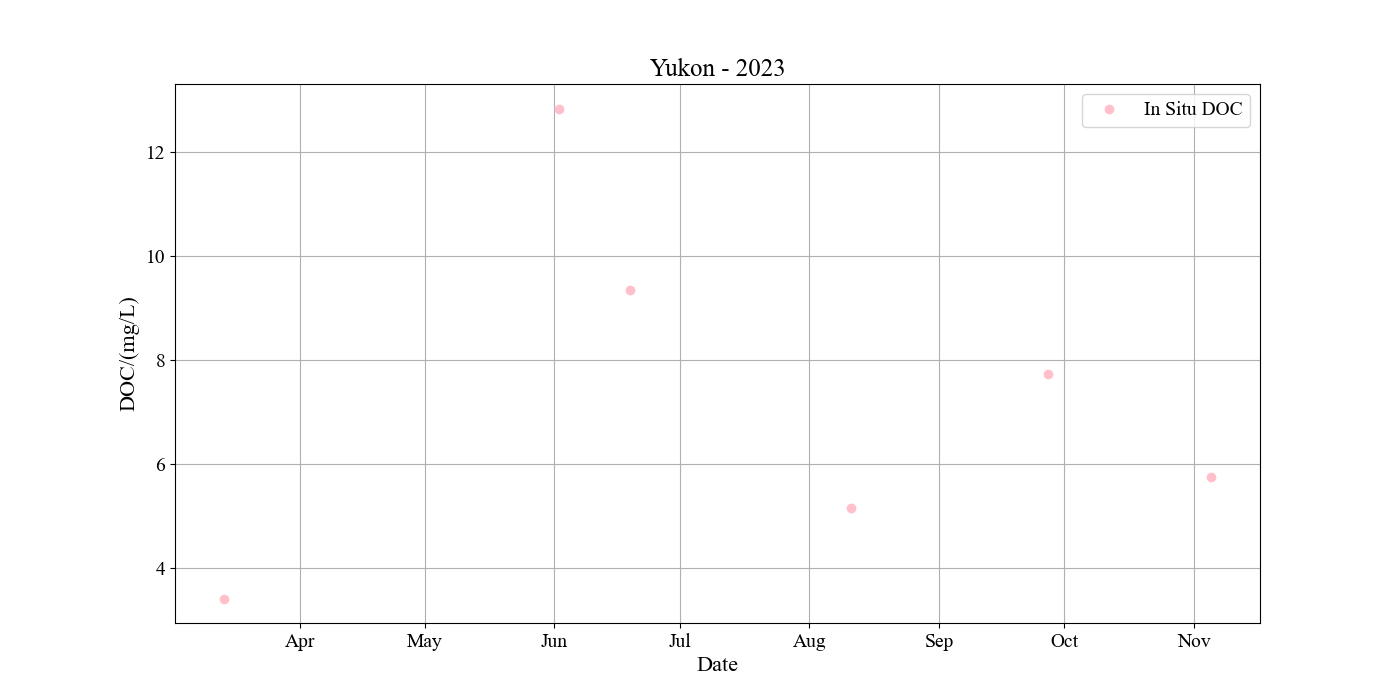 Yukon - 2023
In Situ DOC
12
10
8
6
4
DOC/(mg/L)
Apr May Jun Jul Aug Sep Oct Nov
Date